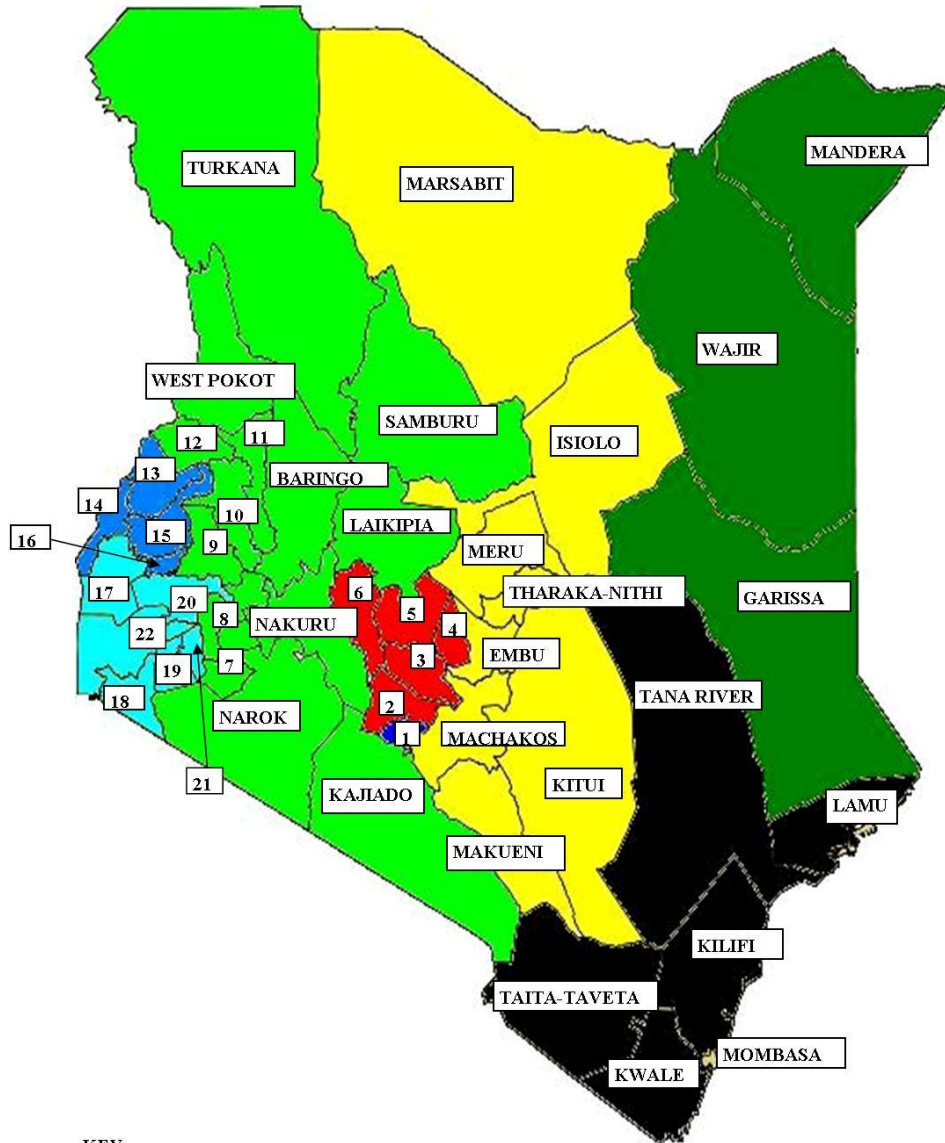 TURKANA
MARSABIT
MANDERA
WAJIR
WEST POKOT
SAMBURU
ISIOLO
12
11
13
BARINGO
14
10
LAIKIPIA
15
16
9
MERU
17
6
THARAKA-NITHI
GARISSA
20
8
NAKURU
5
4
22
EMBU
3
19
7
TANA RIVER
18
NAROK
2
1
MACHAKOS
21
KAJIADO
KITUI
LAMU
MAKUENI
KILIFI
TAITA-TAVETA
MOMBASA
KWALE
KEY